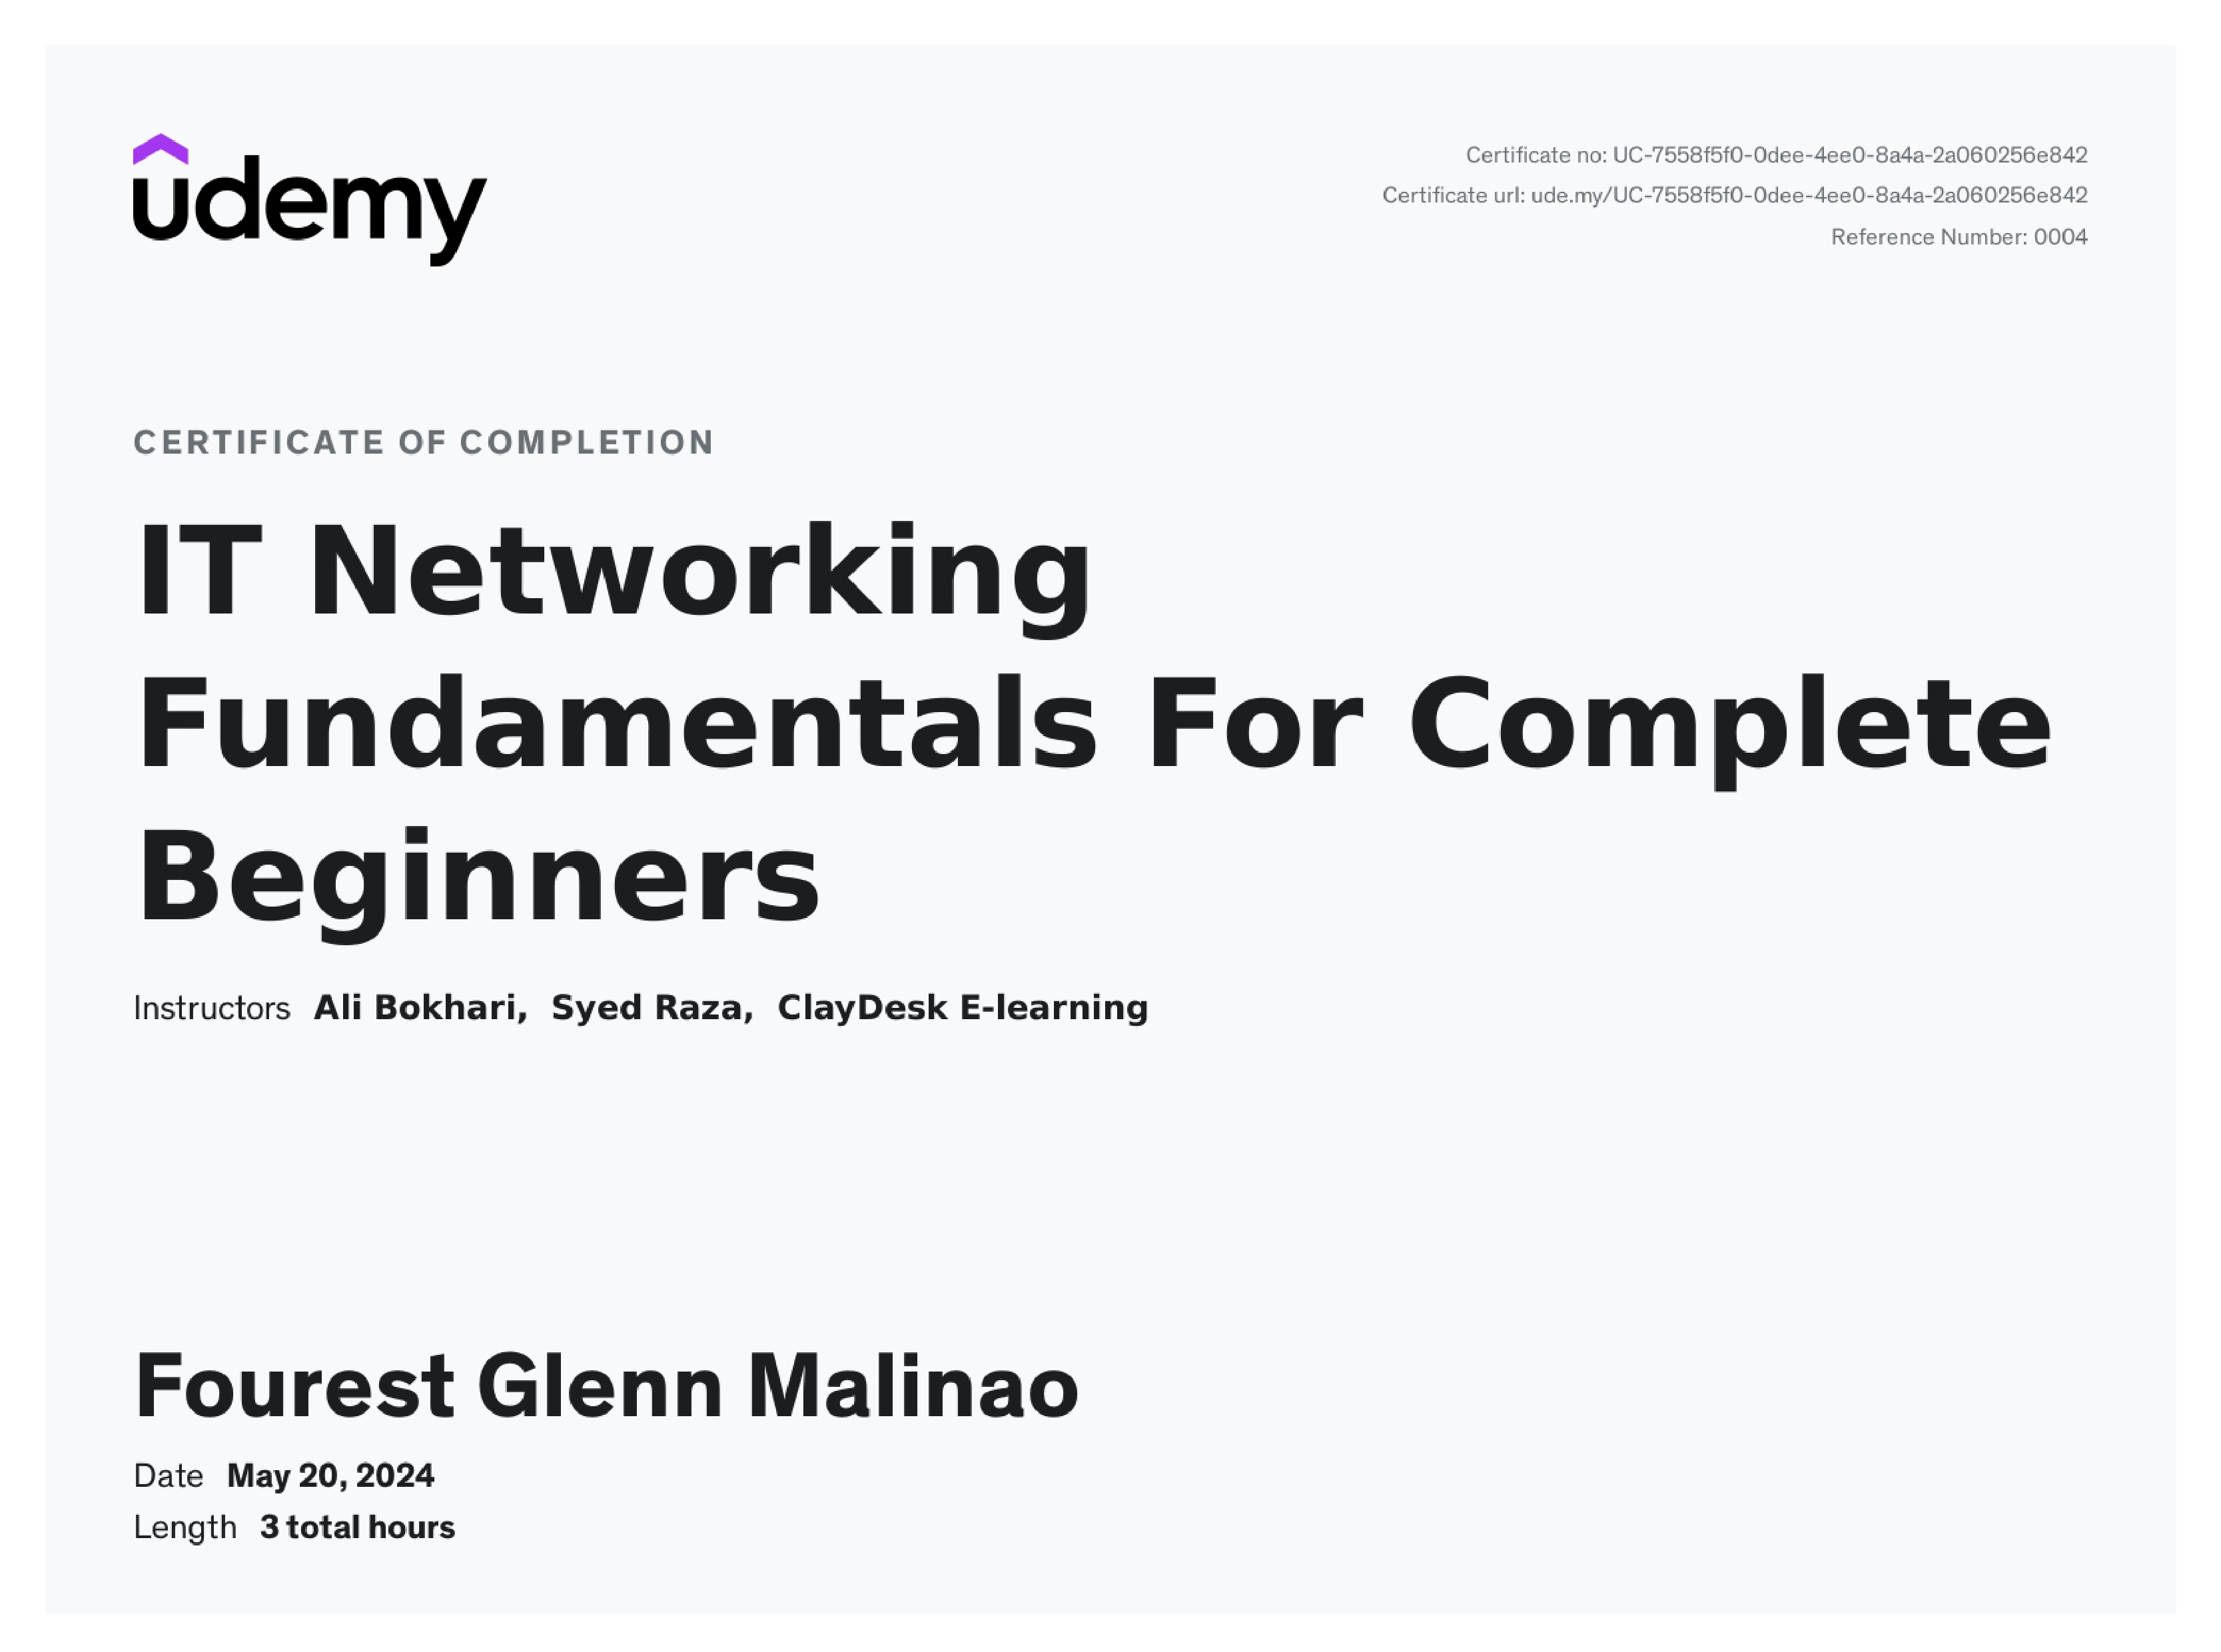 udemy
Certificate no: UC-7558f5f0-0dee-4ee0-8a4a-2a060256e842
Certificate url: ude.my/UC-7558f5f0-0dee-4ee0-8a4a-2a060256e842
Reference Number: 0004
CERTIFICATE OF COMPLETION
IT Networking
Fundamentals For Complete
Beginners
Instructors Ali Bokhari, Syed Raza, ClayDesk E-learning
Fourest Glenn Malinao
Date May 20, 2024
Length 3 total hours